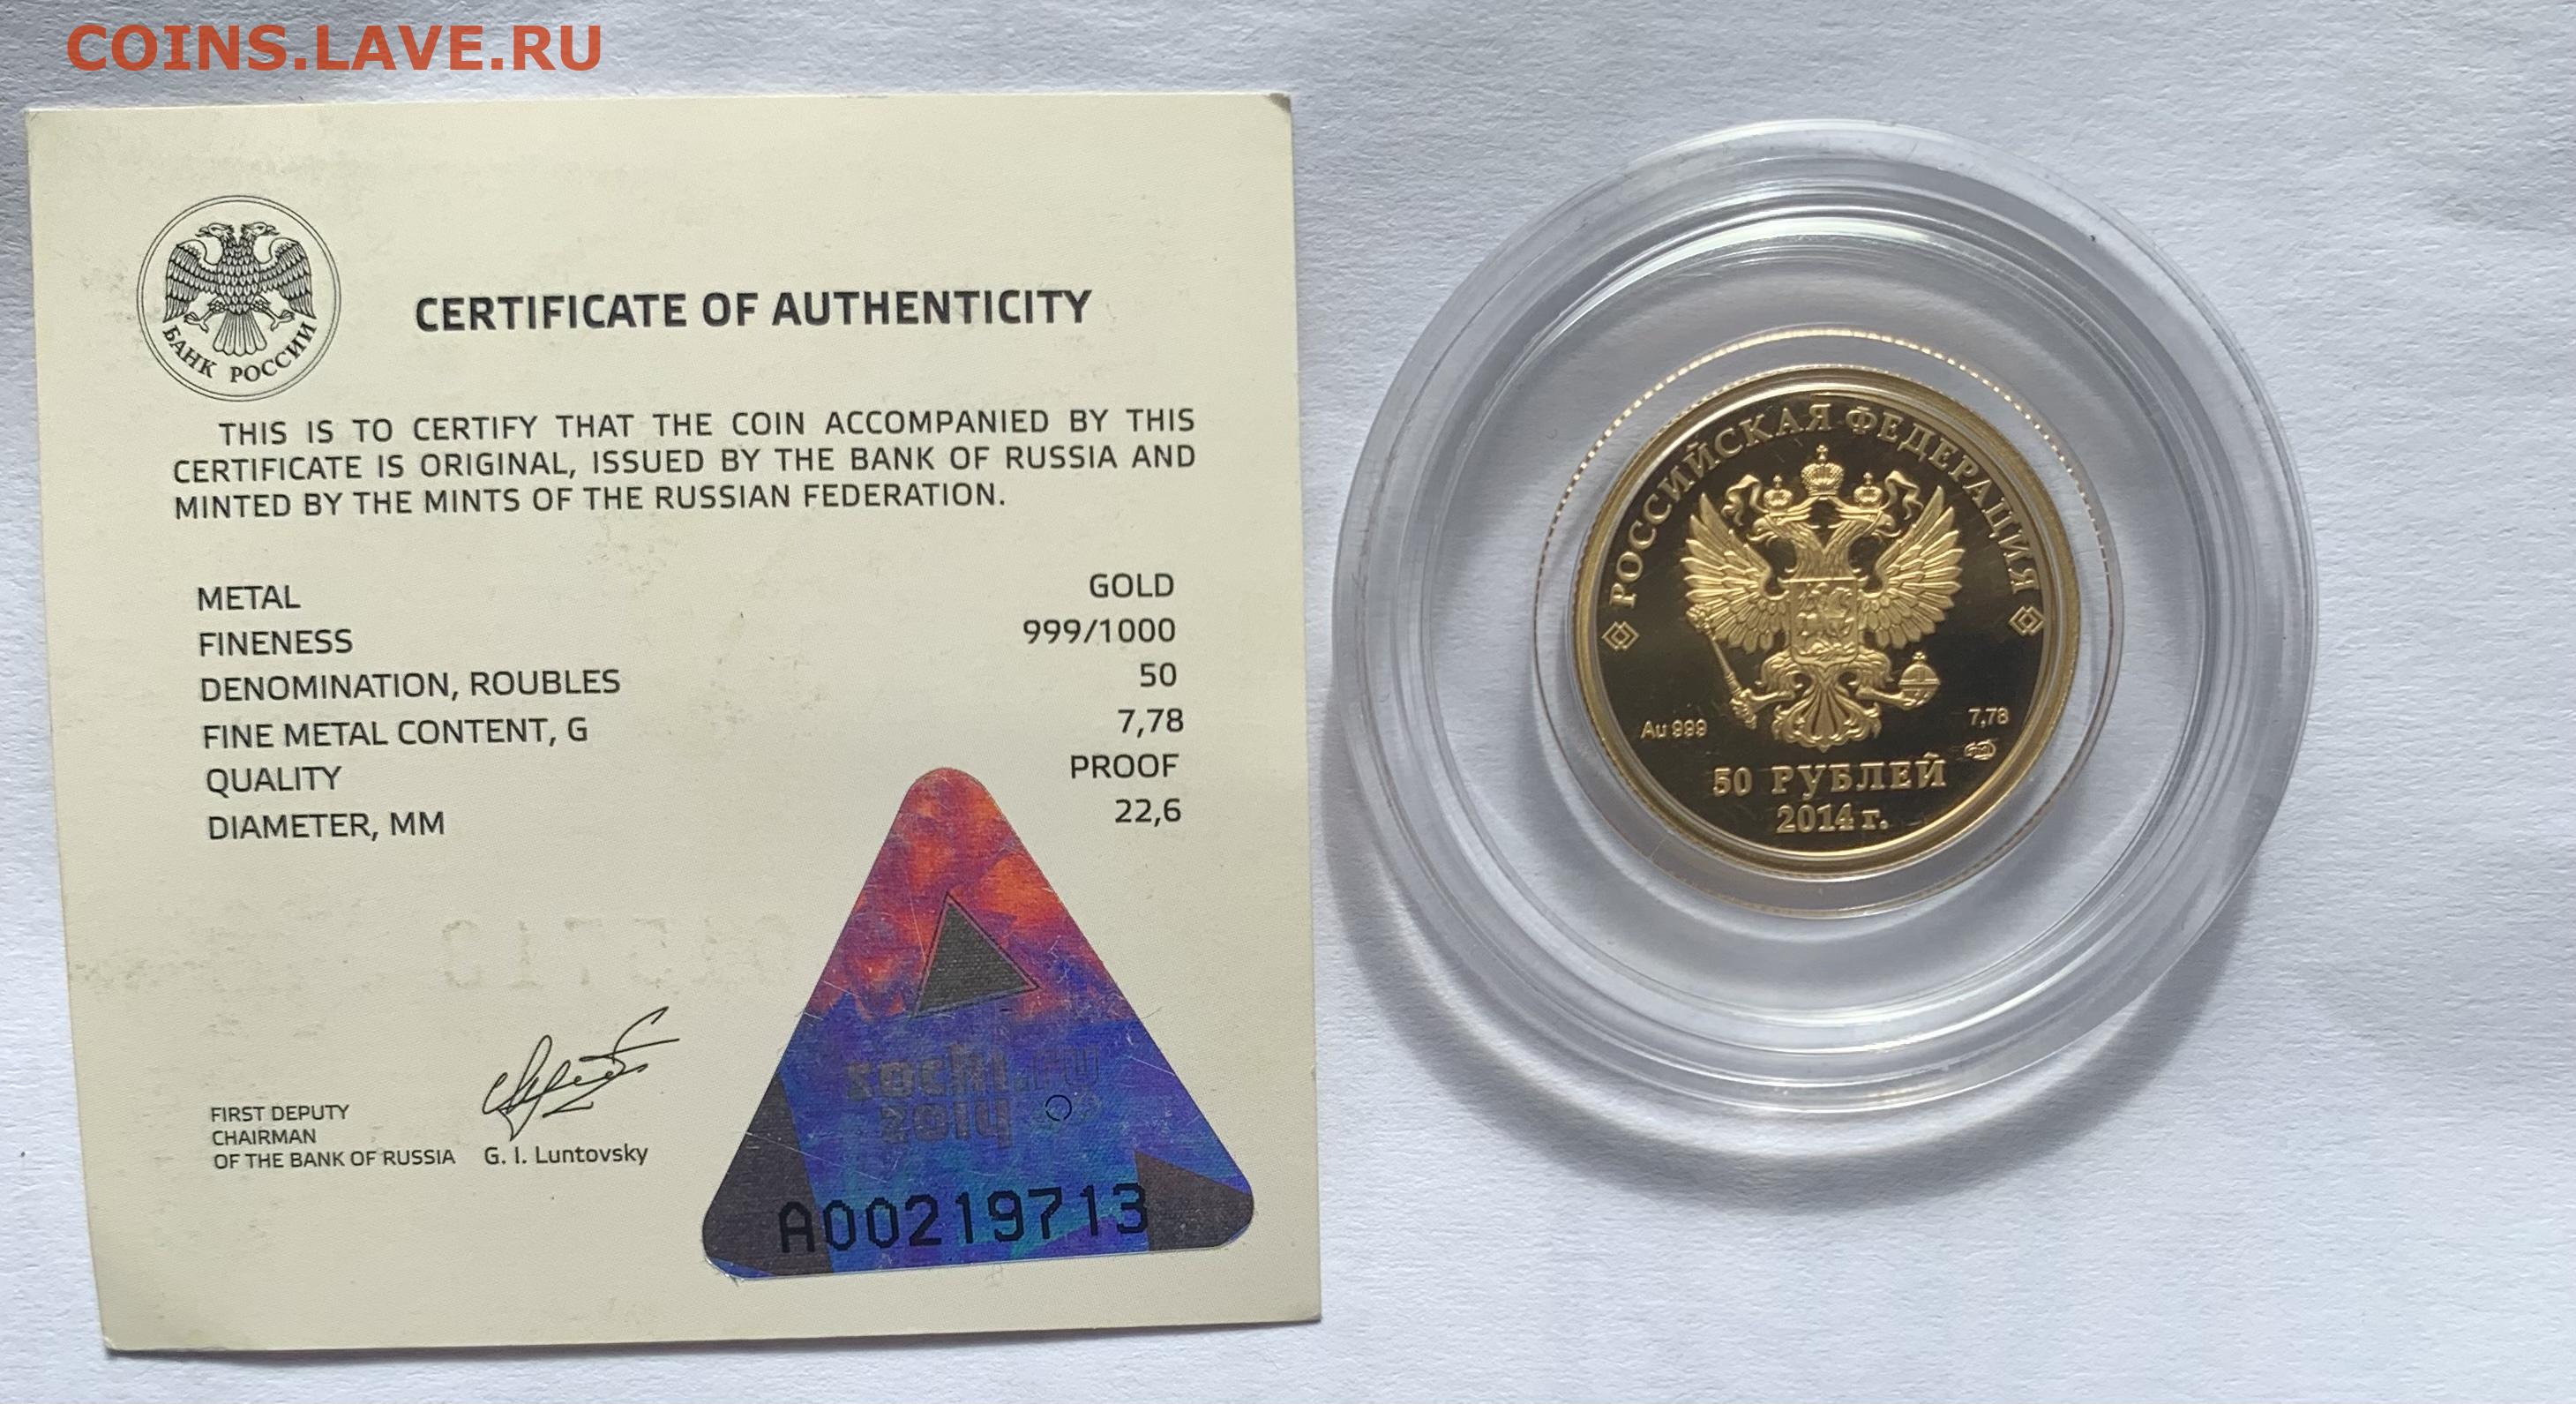 COINS.LAVE.RU
БАНК РОССИИ
CERTIFICATE OF AUTHENTICITY
THIS IS TO CERTIFY THAT THE COIN ACCOMPANIED BY THIS
CERTIFICATE IS ORIGINAL, ISSUED BY THE BANK OF RUSSIA AND
MINTED BY THE MINTS OF THE RUSSIAN FEDERATION.
METAL GOLD
FINENESS 999/1000
DENOMINATION, ROUBLES 50
FINE METAL CONTENT, G 7,78
QUALITY PROOF
DIAMETER, MM 22,6
FIRST DEPUTY
CHAIRMAN
OF THE BANK OF RUSSIA G. I. Luntovsky
sochi.ru
2014
A00219713
РОССИЙСКАЯ ФЕДЕРАЦИЯ
Au 999 7,78
50 РУБЛЕЙ
2014 г.